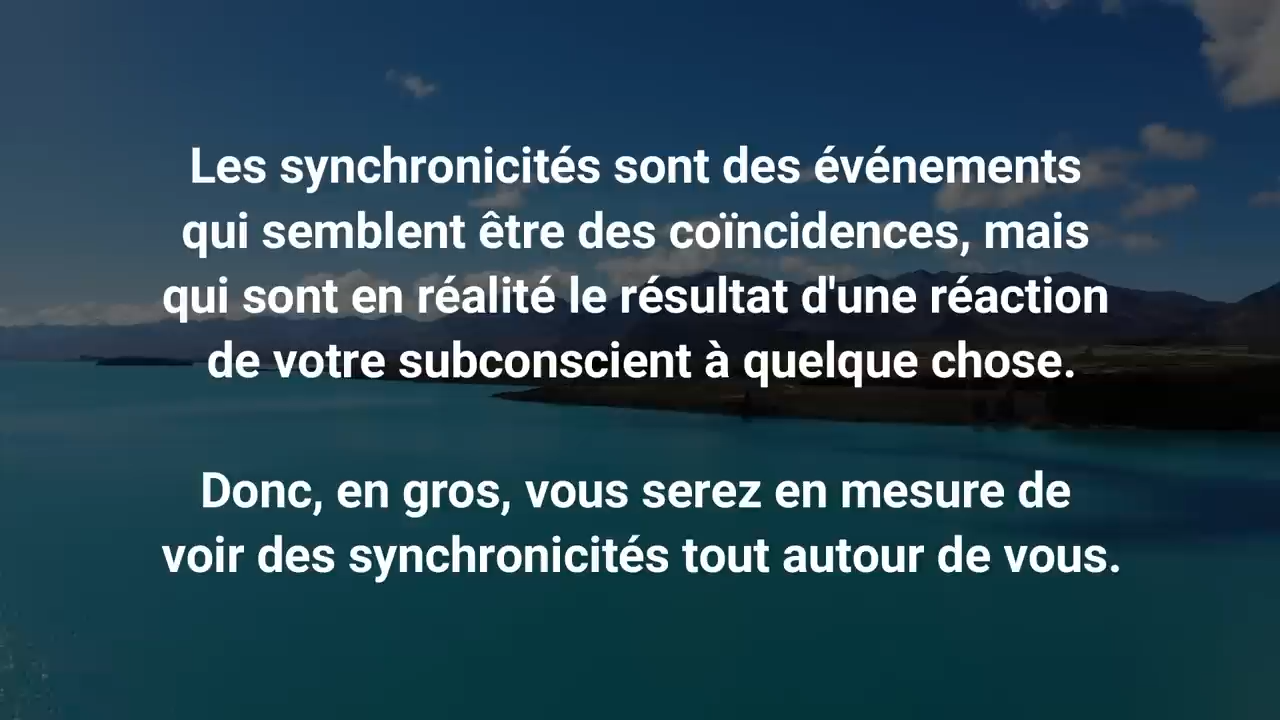 Les synchronicités sont des événements
qui semblent être des coïncidences, mais
qui sont en réalité le résultat d'une réaction
de votre subconscient à quelque chose.
Donc, en gros, vous serez en mesure de
voir des synchronicités tout autour de vous.